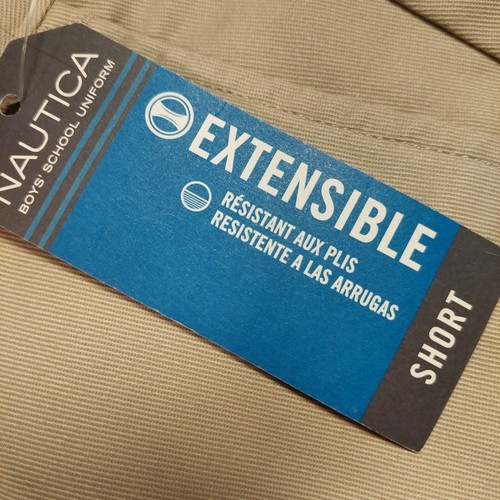 NAUTICA
BOYS' SCHOOL UNIFORM
EXTENSIBLE
RÉSISTANT AUX PLIS
RESISTENTE A LAS ARRUGAS
SHORT